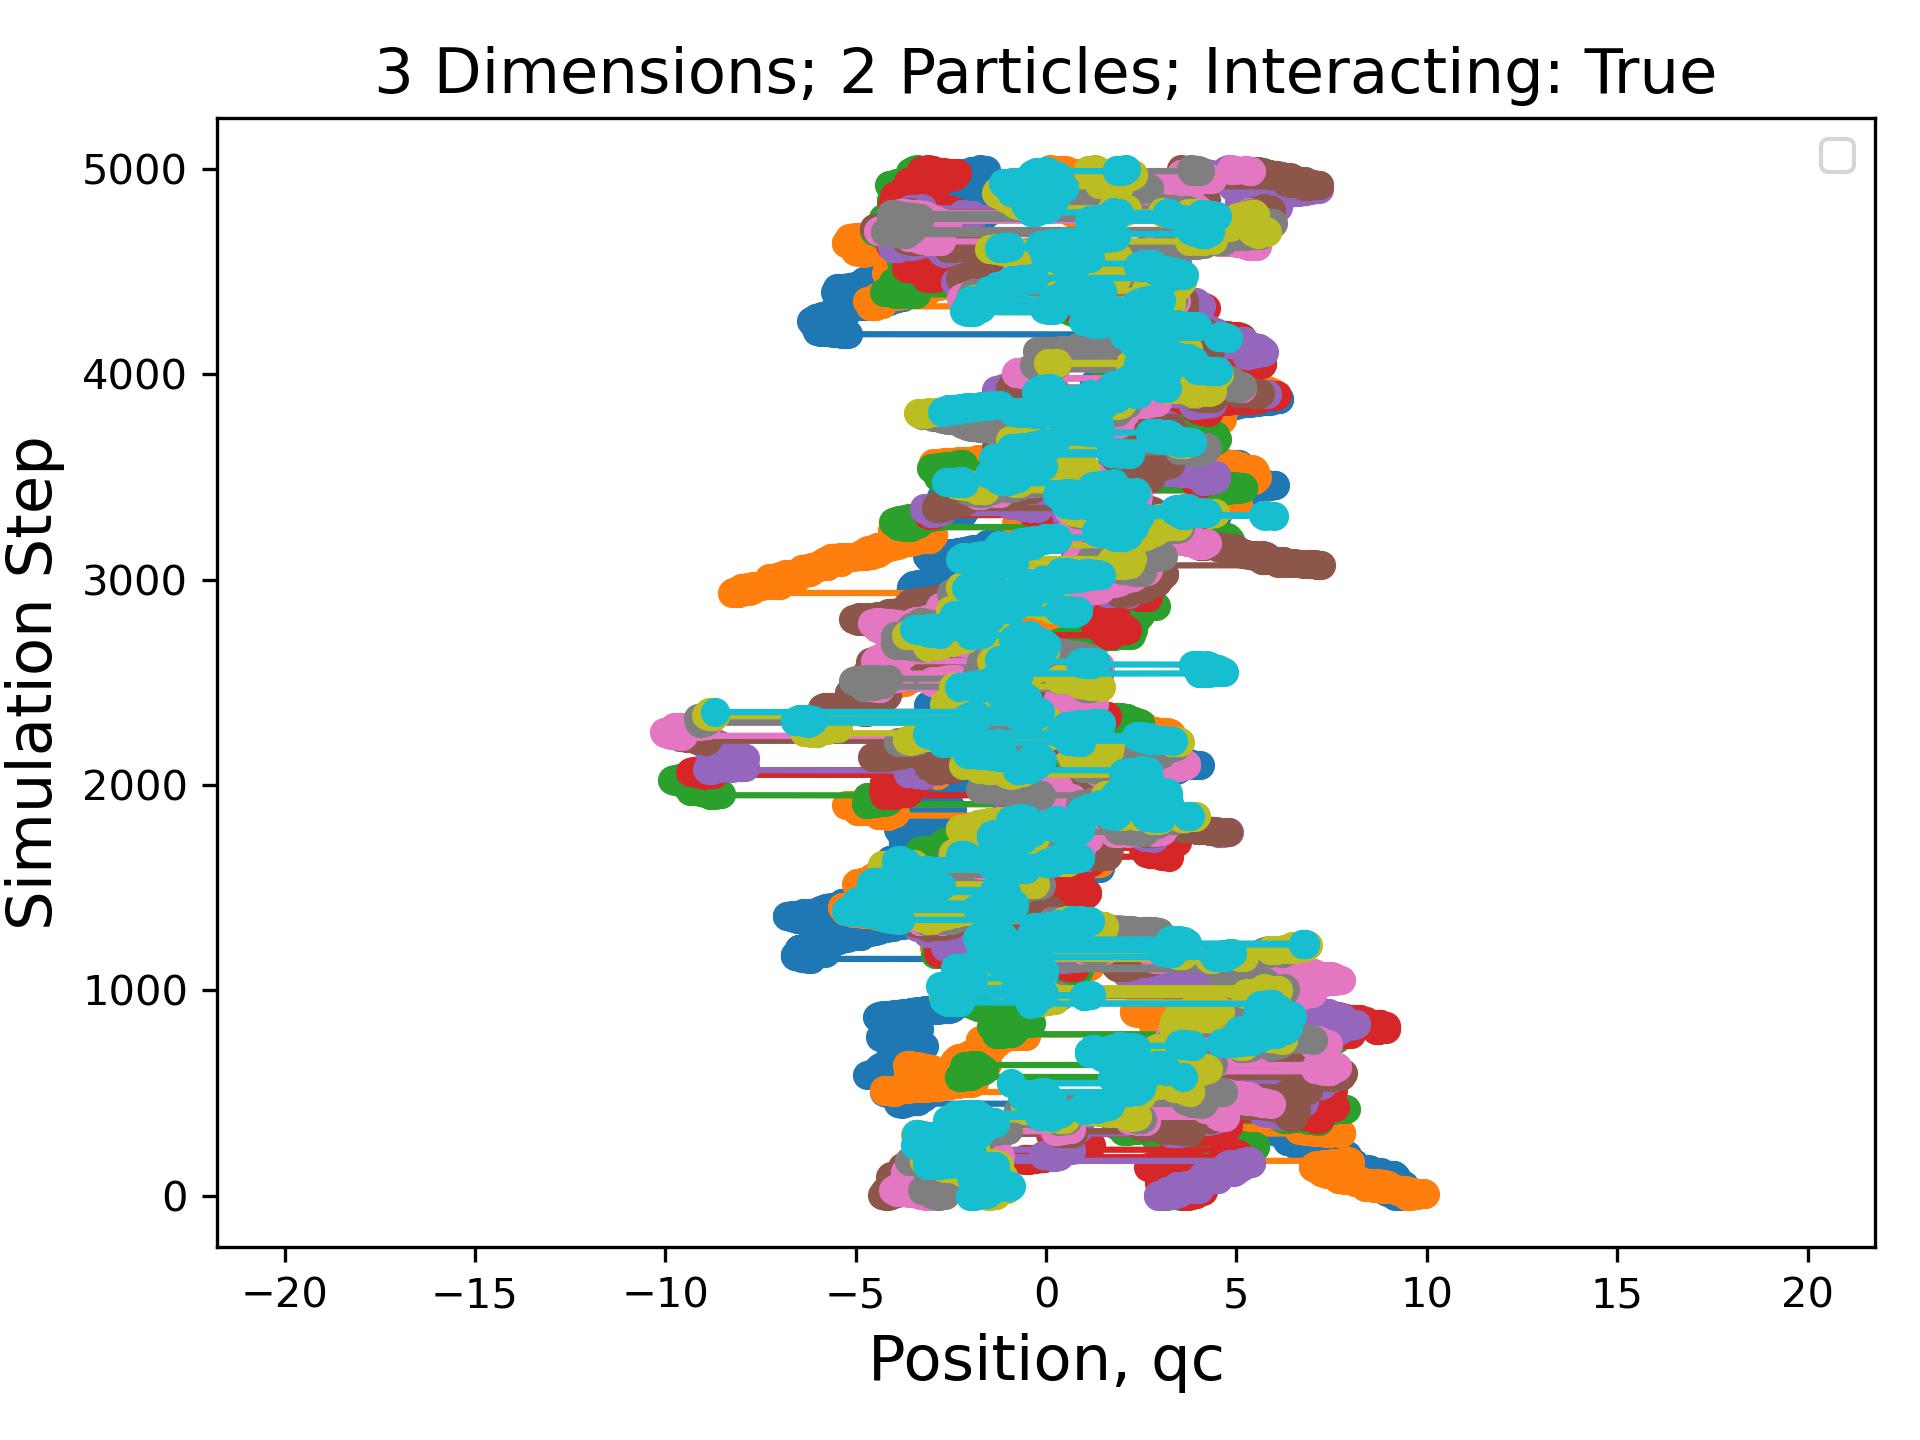 3 Dimensions; 2 Particles; Interacting: True
5000
4000
3000
2000
1000
0
Simulation Step
−20 −15 −10 −5 0 5 10 15 20
Position, qc